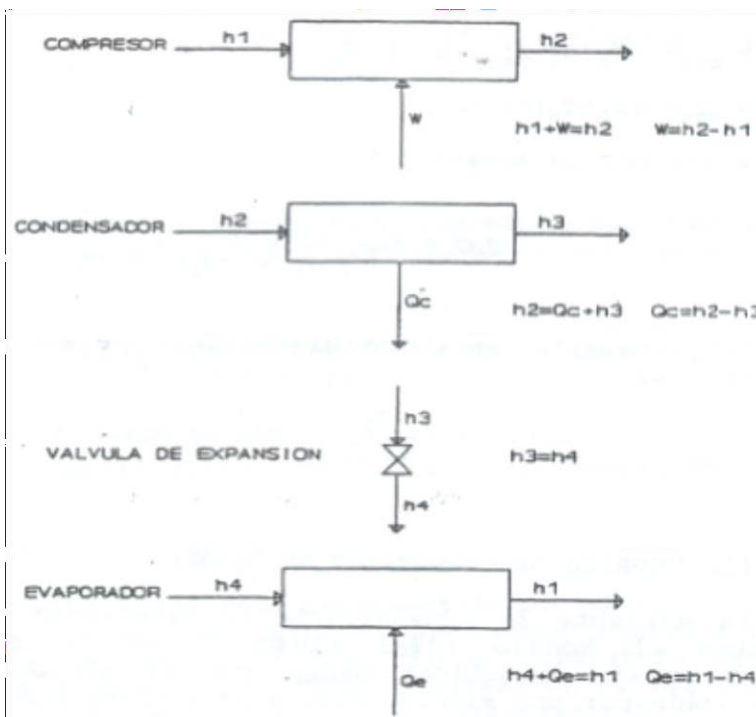 COMPRESOR h1 h2
W
h1+W=h2 W=h2-h1
CONDENSADOR h2 h3
Qc
h2=Qc+h3 Qc=h2-h3
h3
VALVULA DE EXPANSION h3=h4
h4
EVAPORADOR h4 h1
Qe
h4+Qe=h1 Qe=h1-h4